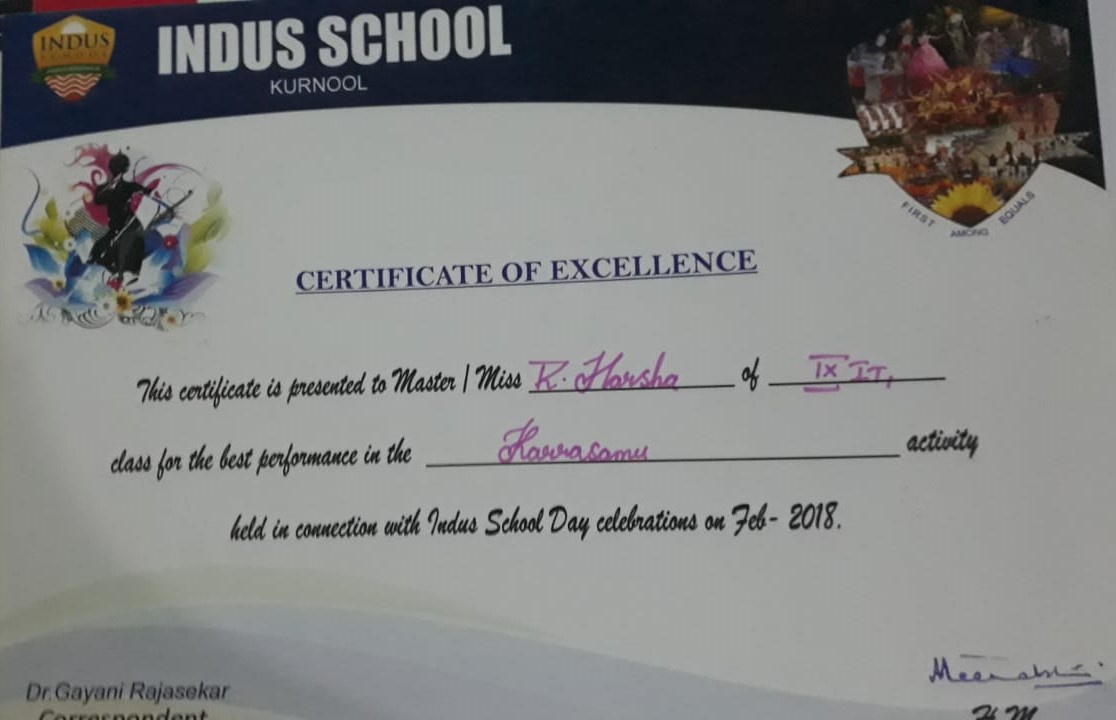 INDUS
SCHOOL
INDUS SCHOOL
KURNOOL
FIRST AMONG EQUALS
CERTIFICATE OF EXCELLENCE
This certificate is presented to Master / Miss K. Harsha of IX IT,
class for the best performance in the Karrasamu activity
held in connection with Indus School Day celebrations on Feb- 2018.
Dr.Gayani Rajasekar
Correspondent
H.M